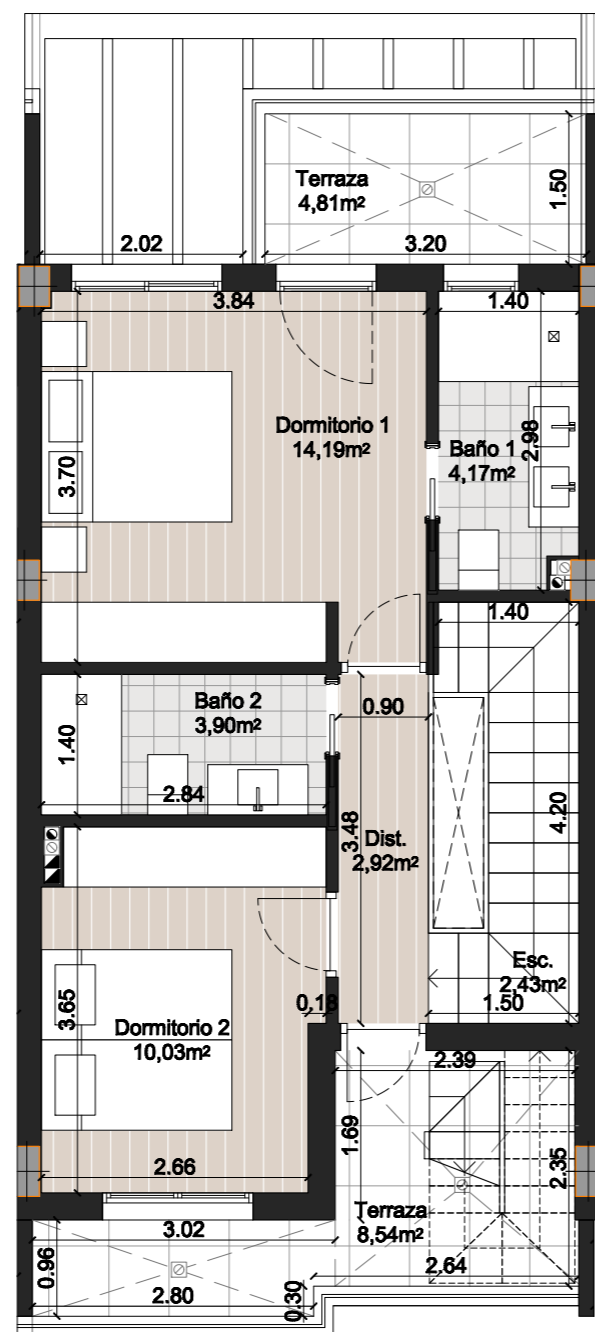 Terraza
4,81m²
1.50
2.02
3.20
3.84
1.40
Dormitorio 1
14,19m²
Baño 1
4,17m²
2.98
3.70
1.40
Baño 2
3,90m²
0.90
1.40
2.84
4.20
3.48
Dist.
2,92m²
Esc.
2,43m²
3.65
0.18
1.50
Dormitorio 2
10,03m²
2.39
1.69
2.35
2.66
Terraza
8,54m²
3.02
0.96
2.64
2.80
0.30